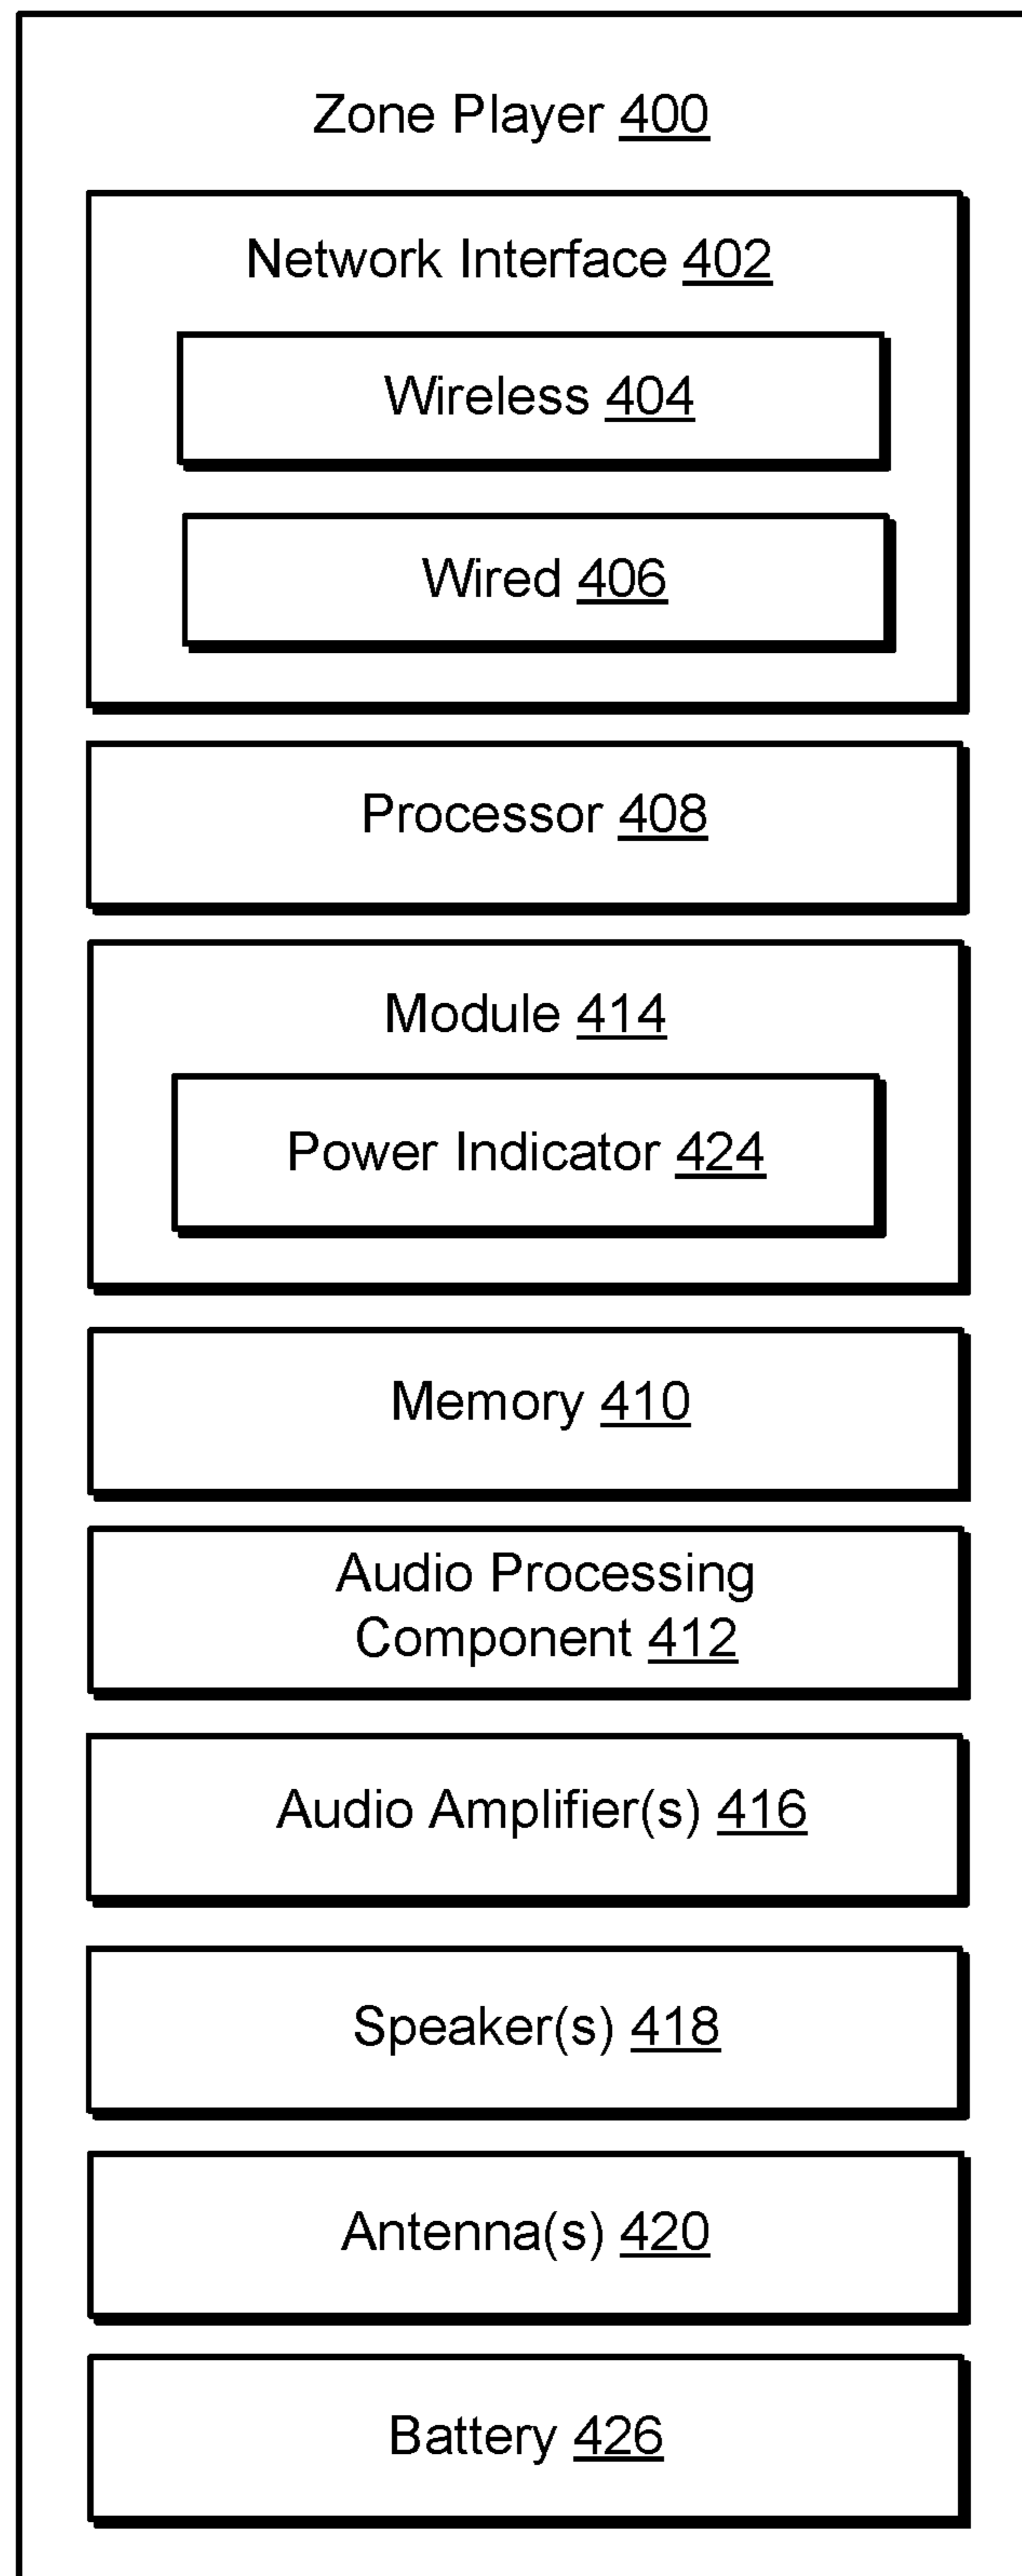 Zone Player 400
Network Interface 402
Wireless 404
Wired 406
Processor 408
Module 414
Power Indicator 424
Memory 410
Audio Processing
Component 412
Audio Amplifier(s) 416
Speaker(s) 418
Antenna(s) 420
Battery 426